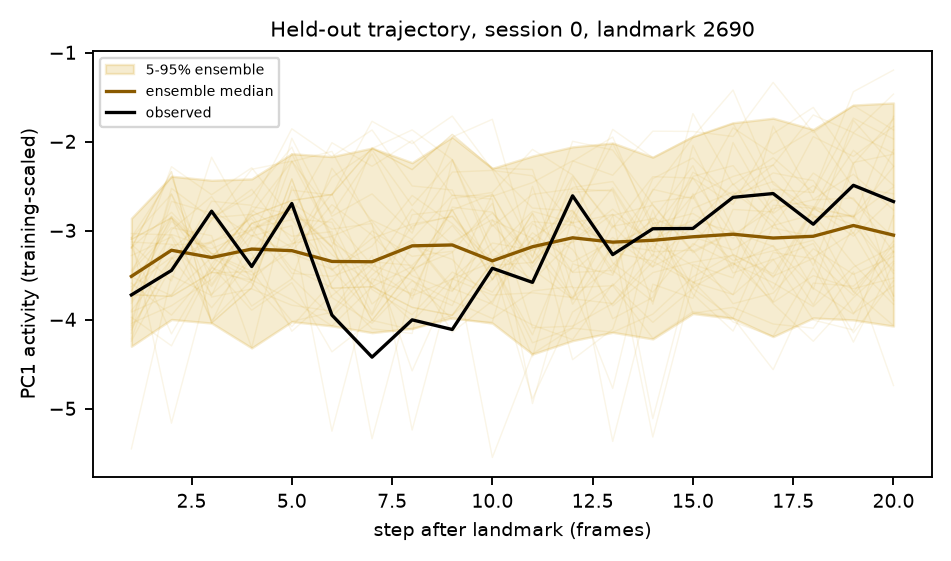 Held-out trajectory, session 0, landmark 2690
5-95% ensemble
ensemble median
observed
PC1 activity (training-scaled)
−1
−2
−3
−4
−5
2.5 5.0 7.5 10.0 12.5 15.0 17.5 20.0
step after landmark (frames)